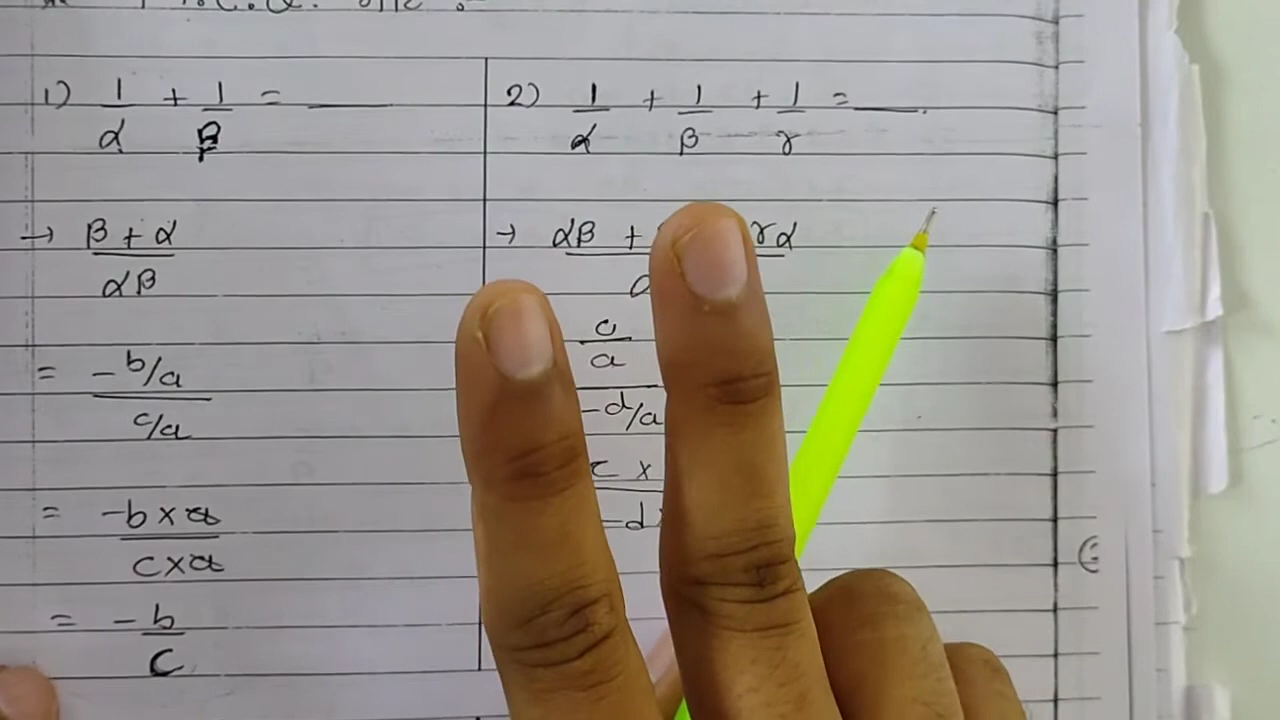 1) 1/α + 1/β = ____
→ β + α / αβ
= -b/a / c/a
= -b × a / c × a
= -b / c
2) 1/α + 1/β + 1/γ = ____.
→ αβ + γα
c/a
-d/a
c ×
-d